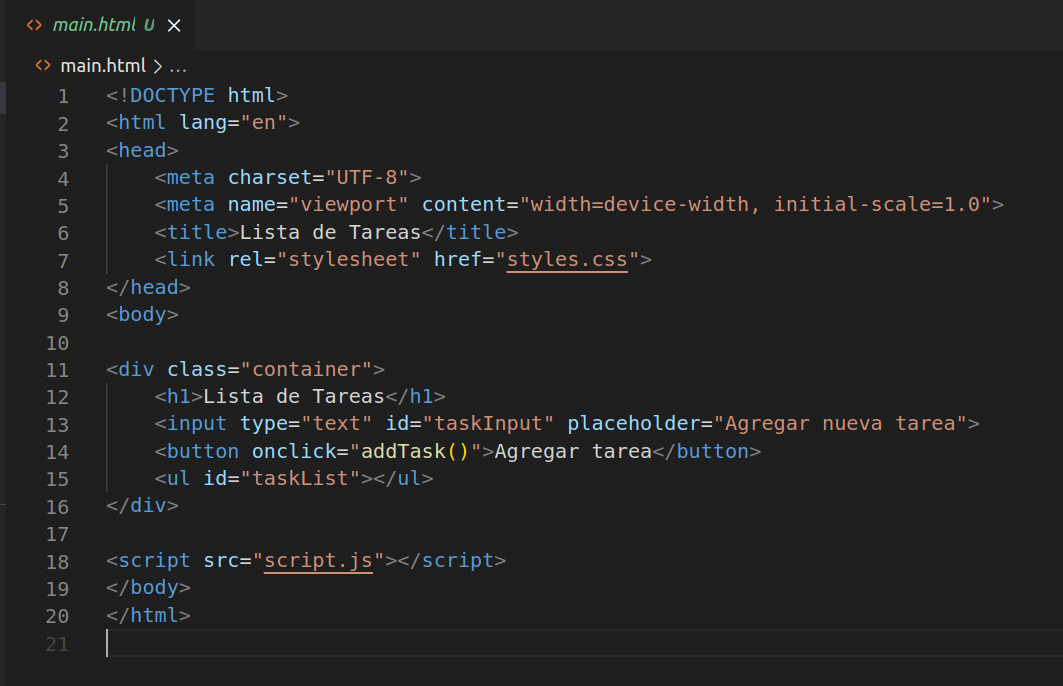 <> main.html U ×
<> main.html > ...
1 <!DOCTYPE html>
2 <html lang="en">
3 <head>
4     <meta charset="UTF-8">
5     <meta name="viewport" content="width=device-width, initial-scale=1.0">
6     <title>Lista de Tareas</title>
7     <link rel="stylesheet" href="styles.css">
8 </head>
9 <body>
10
11 <div class="container">
12     <h1>Lista de Tareas</h1>
13     <input type="text" id="taskInput" placeholder="Agregar nueva tarea">
14     <button onclick="addTask()">Agregar tarea</button>
15     <ul id="taskList"></ul>
16 </div>
17
18 <script src="script.js"></script>
19 </body>
20 </html>
21